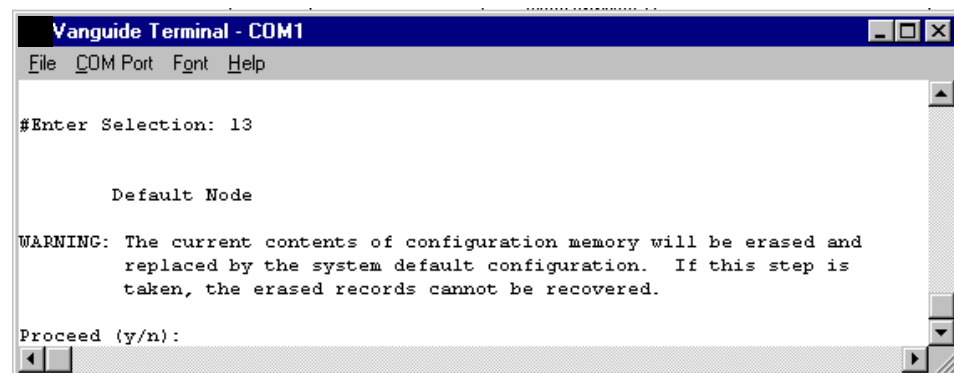 Vanguide Terminal - COM1
File COM Port Font Help
#Enter Selection: 13
Default Node
WARNING: The current contents of configuration memory will be erased and
replaced by the system default configuration. If this step is
taken, the erased records cannot be recovered.
Proceed (y/n):